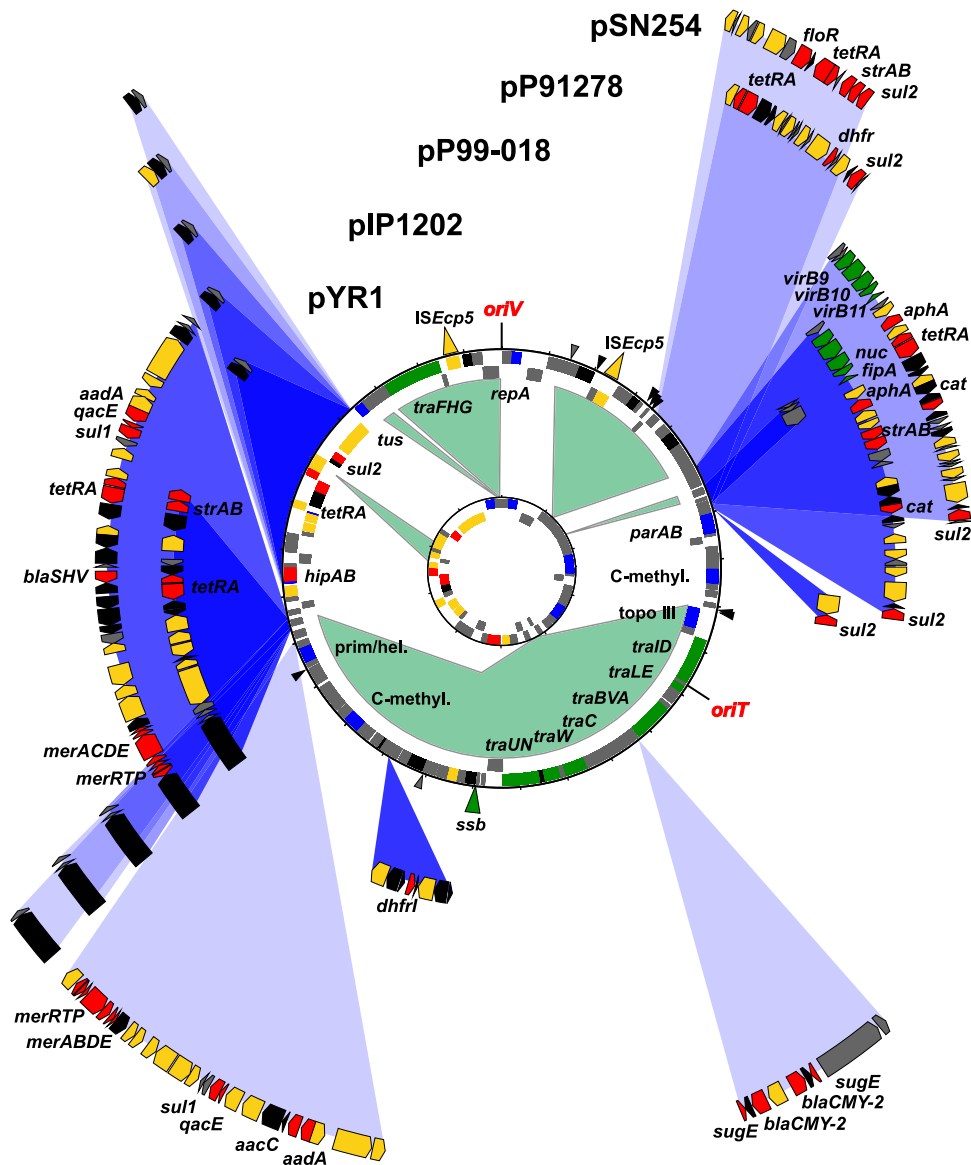 pSN254
floR
tetRA
strAB
sul2
pP91278
tetRA
dhfr
sul2
pP99-018
pIP1202
pYR1
virB9
virB10
virB11
aphA
tetRA
nuc
fipA
cat
aphA
strAB
cat
sul2
sul2
sul2
ISEcp5
oriV
ISEcp5
traFHG
repA
tus
sul2
tetRA
hipAB
parAB
C-methyl.
topo III
traID
traLE
traBVA
oriT
traC
traW
traUN
prim/hel.
C-methyl.
ssb
aadA
qacE
sul1
tetRA
strAB
blaSHV
tetRA
merACDE
merRTP
dhfrI
merRTP
merABDE
sul1
qacE
aacC
aadA
sugE
blaCMY-2
blaCMY-2
sugE